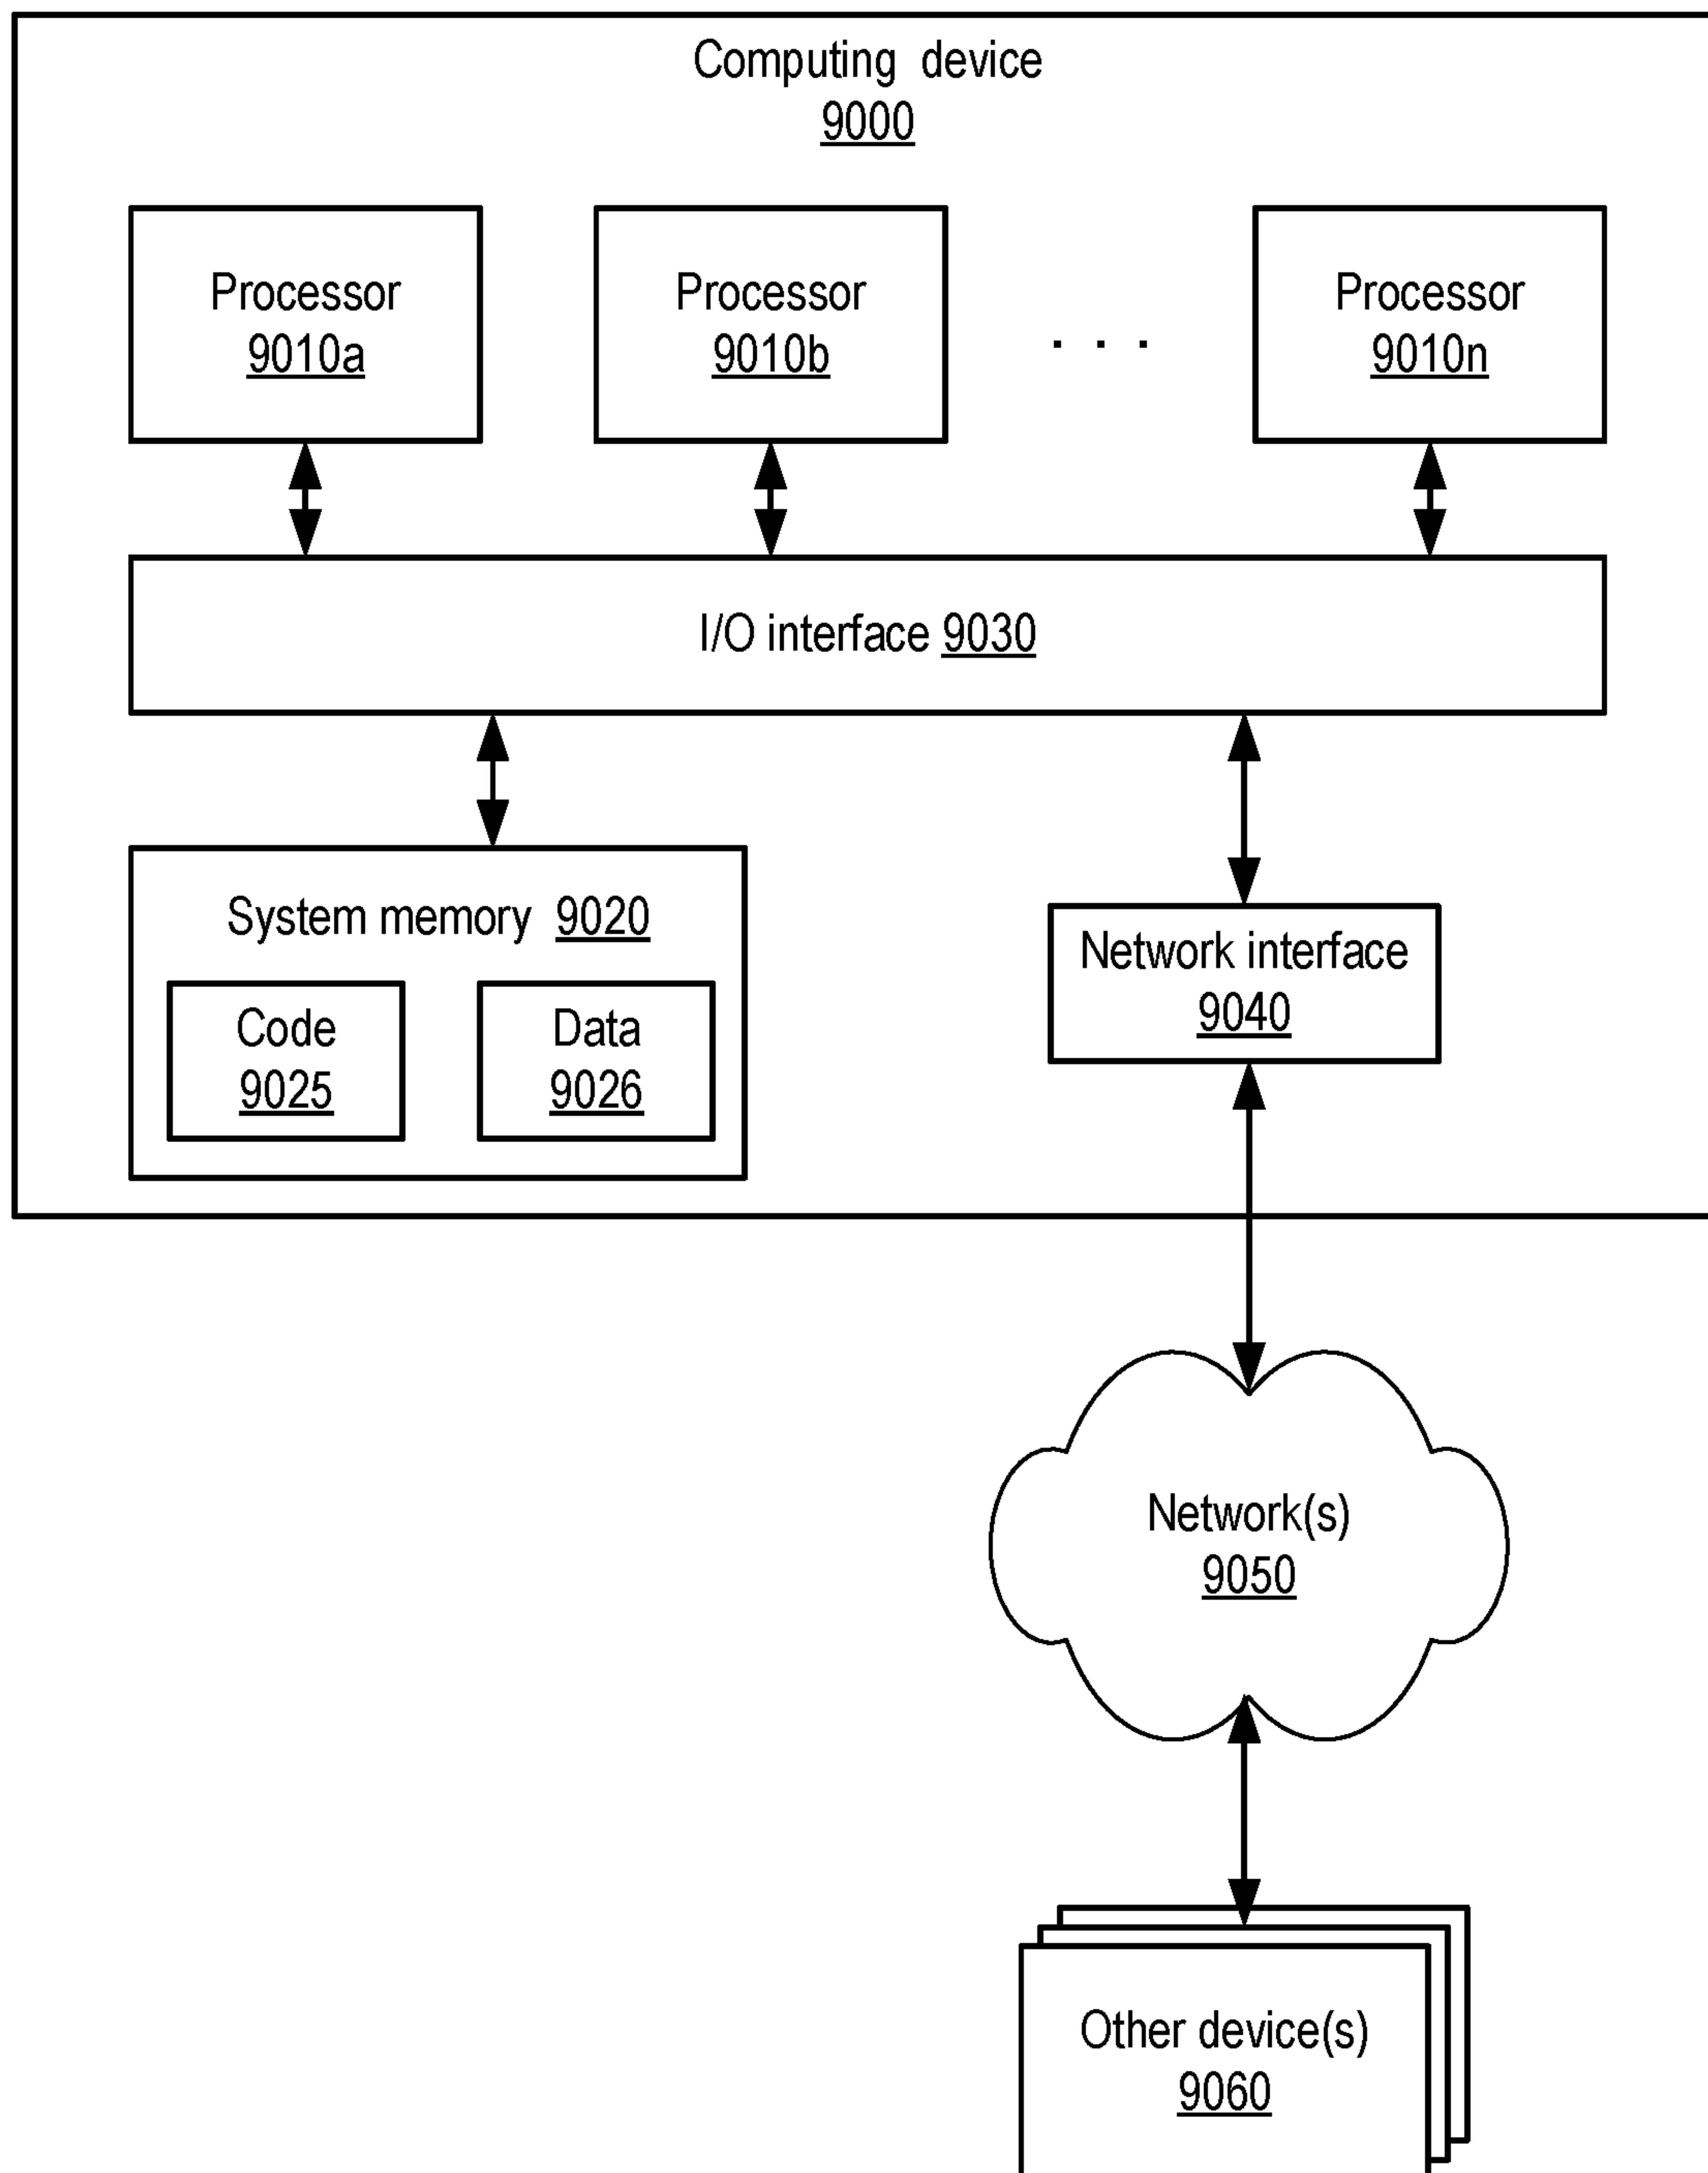 Computing device
9000
Processor
9010a
Processor
9010b
. . .
Processor
9010n
I/O interface 9030
System memory 9020
Code
9025
Data
9026
Network interface
9040
Network(s)
9050
Other device(s)
9060